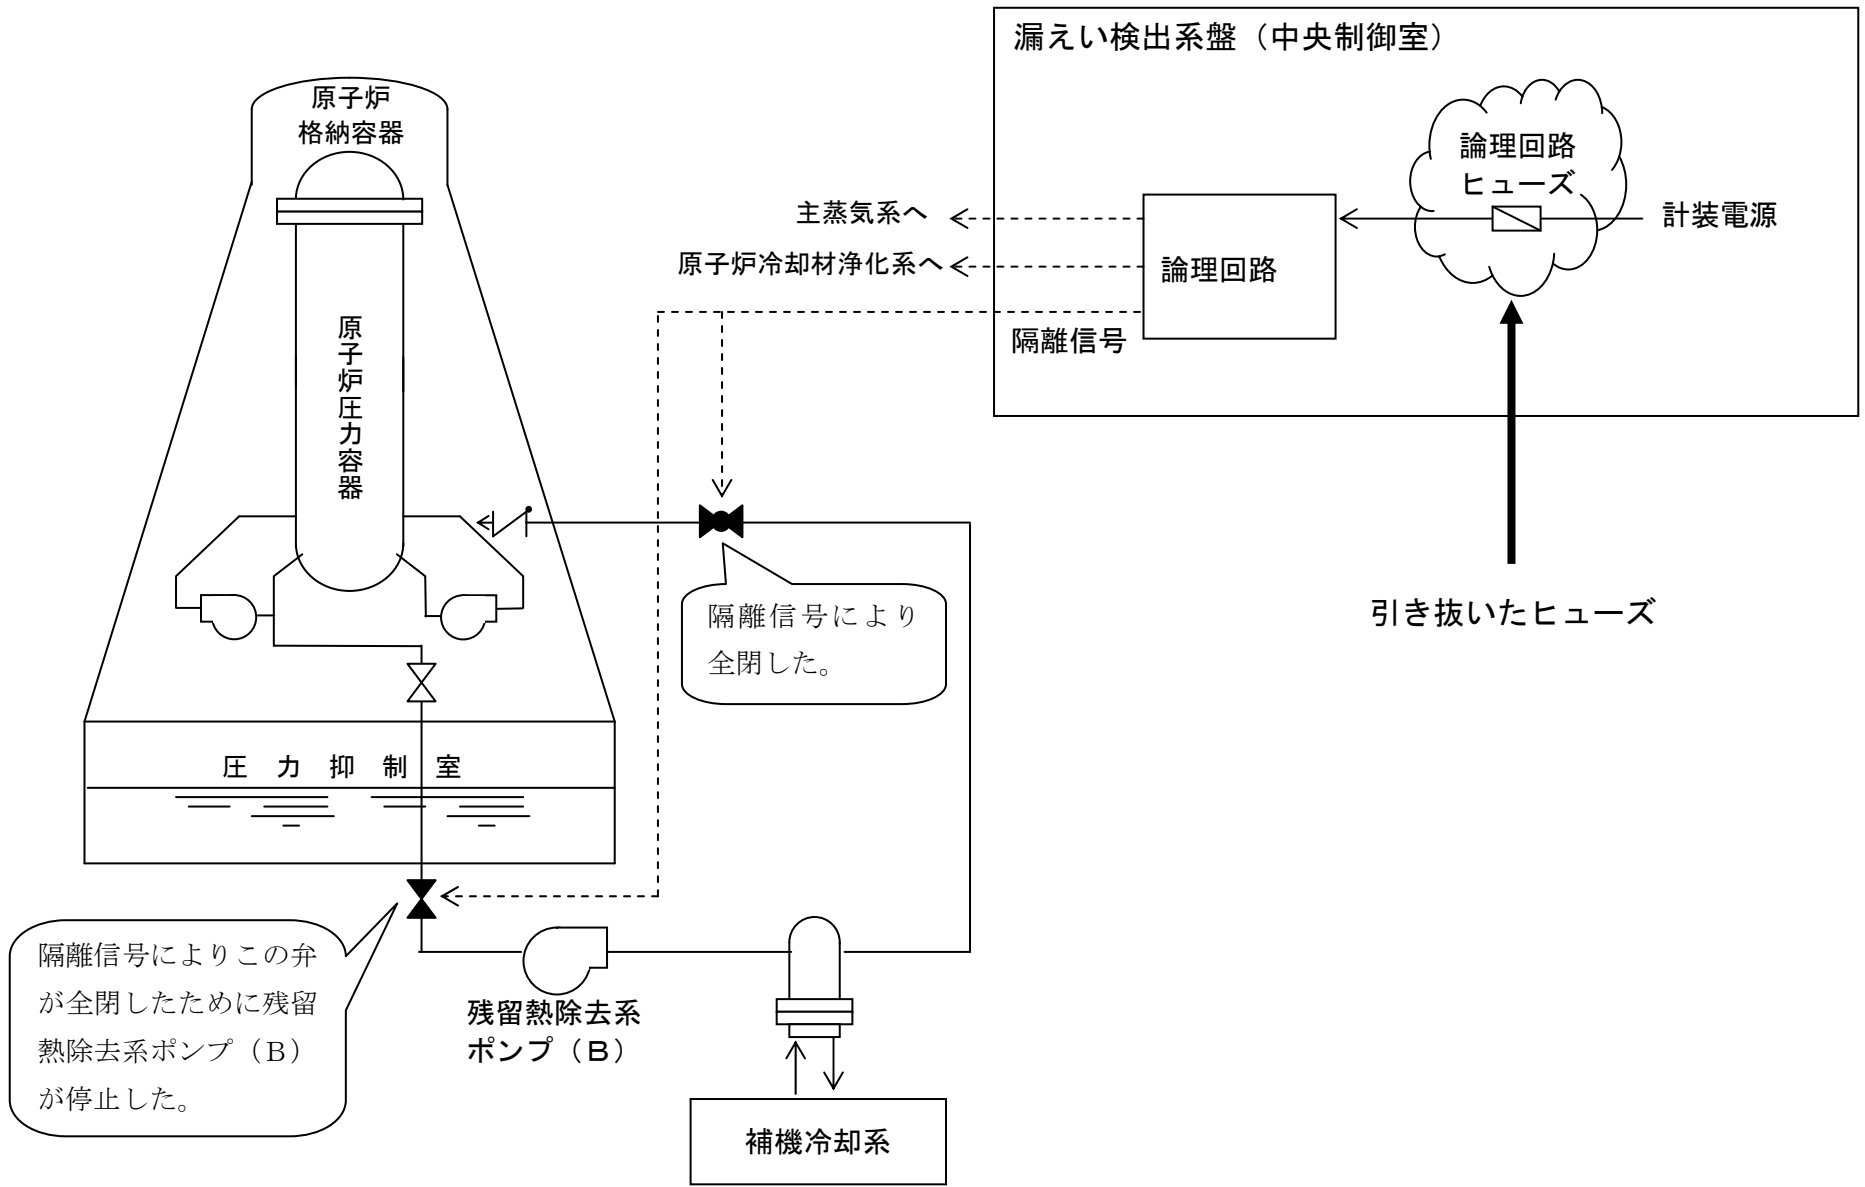 漏えい検出系盤（中央制御室）
原子炉
格納容器
論理回路
ヒューズ
計装電源
主蒸気系へ
原子炉冷却材浄化系へ
論理回路
隔離信号
原子炉圧力容器
引き抜いたヒューズ
隔離信号により
全閉した。
圧力抑制室
隔離信号によりこの弁
が全閉したために残留
熱除去系ポンプ（Ｂ）
が停止した。
残留熱除去系
ポンプ（Ｂ）
補機冷却系